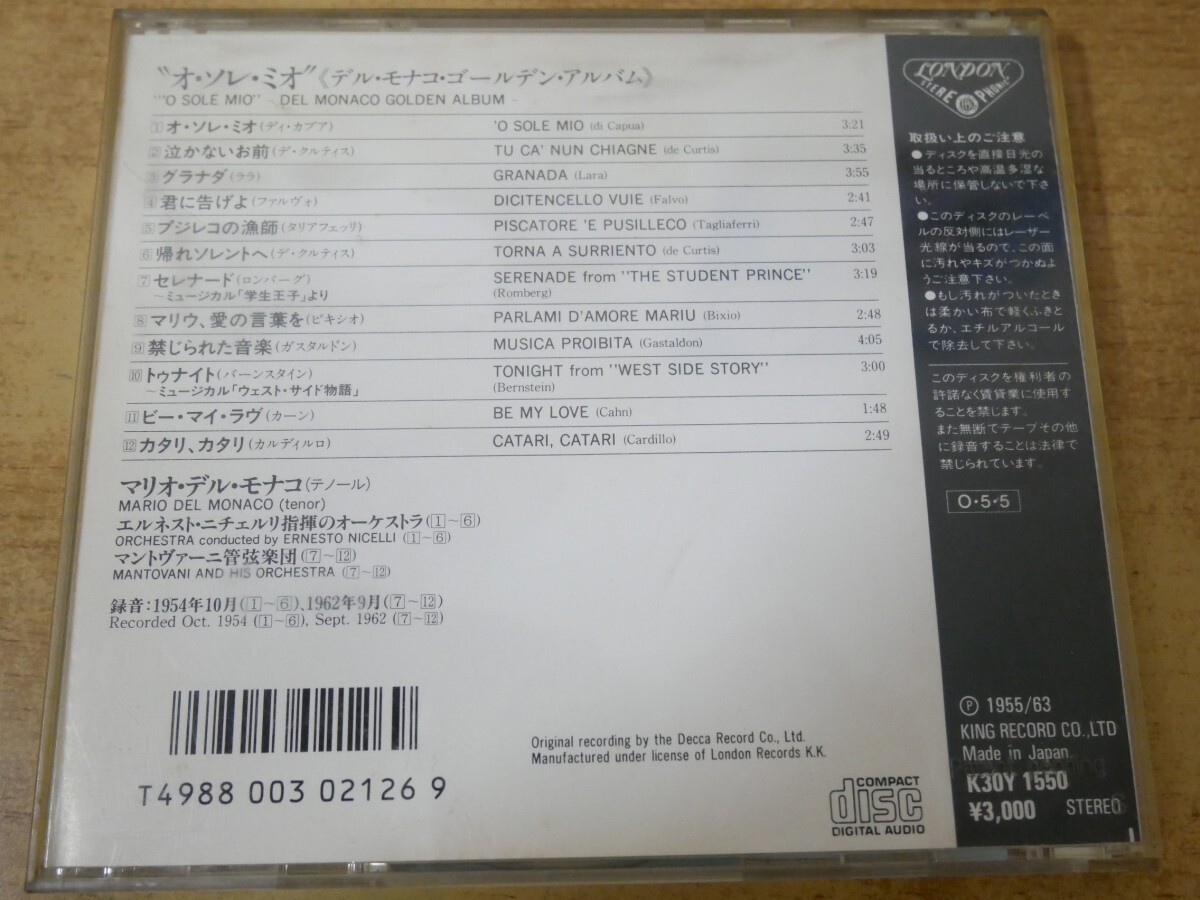 "オ・ソレ・ミオ"《デル・モナコ・ゴールデン・アルバム》
"'O SOLE MIO" - DEL MONACO GOLDEN ALBUM -
1 オ・ソレ・ミオ(ディ・カプア) 'O SOLE MIO (di Capua) 3:21
2 泣かないお前(デ・クルティス) TU CA' NUN CHIAGNE (de Curtis) 3:35
3 グラナダ(ララ) GRANADA (Lara) 3:55
4 君に告げよ(ファルヴォ) DICITENCELLO VUIE (Falvo) 2:41
5 プジレコの漁師(タリアフェッリ) PISCATORE 'E PUSILLECO (Tagliaferri) 2:47
6 帰れソレントへ(デ・クルティス) TORNA A SURRIENTO (de Curtis) 3:03
7 セレナード(ロンバーグ) SERENADE from "THE STUDENT PRINCE" 3:19
〜ミュージカル「学生王子」より (Romberg)
8 マリウ、愛の言葉を(ビキシオ) PARLAMI D'AMORE MARIU (Bixio) 2:48
9 禁じられた音楽(ガスタルドン) MUSICA PROIBITA (Gastaldon) 4:05
10 トゥナイト(バーンスタイン) TONIGHT from "WEST SIDE STORY" 3:00
〜ミュージカル「ウェスト・サイド物語」 (Bernstein)
11 ビー・マイ・ラヴ(カーン) BE MY LOVE (Cahn) 1:48
12 カタリ、カタリ(カルディルロ) CATARI, CATARI (Cardillo) 2:49
マリオ・デル・モナコ(テノール)
MARIO DEL MONACO (tenor)
エルネスト・ニチェルリ指揮のオーケストラ(1〜6)
ORCHESTRA conducted by ERNESTO NICELLI (1〜6)
マントヴァーニ管弦楽団(7〜12)
MANTOVANI AND HIS ORCHESTRA (7〜12)
録音:1954年10月(1〜6)、1962年9月(7〜12)
Recorded Oct. 1954 (1〜6), Sept. 1962 (7〜12)
T4988 003 02126 9
Original recording by the Decca Record Co., Ltd.
Manufactured under license of London Records K.K.
COMPACT
disc
DIGITAL AUDIO
LONDON
STEREO PHONIC
取扱い上のご注意
●ディスクを直接日光の
当るところや高温多湿な
場所に保管しないで下さ
い。
●このディスクのレーベ
ルの反対側にはレーザー
光線が当るので、この面
に汚れやキズがつかぬよ
うご注意下さい。
●もし汚れがついたとき
は柔かい布で軽くふきと
るか、エチルアルコール
で除去して下さい。
このディスクを権利者の
許諾なく賃貸業に使用す
ることを禁じます。
また無断でテープその他
に録音することは法律で
禁じられています。
O・5・5
Ⓟ 1955/63
KING RECORD CO.,LTD
Made in Japan
K30Y 1550
¥3,000 STEREO